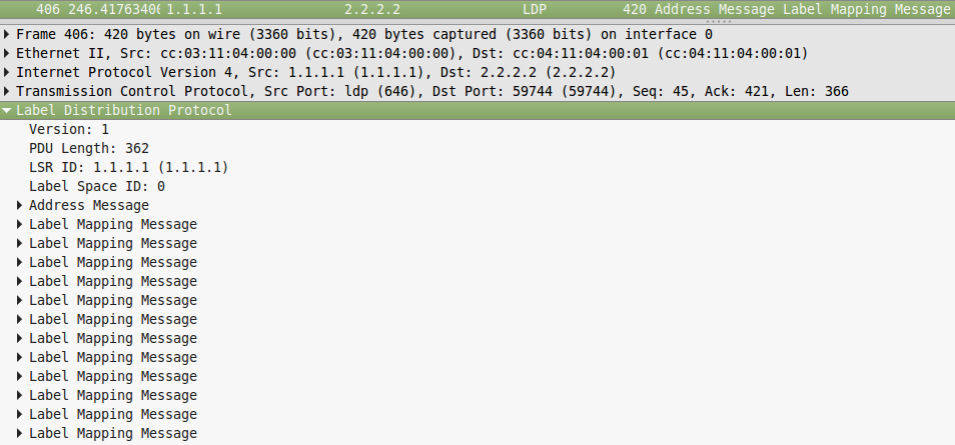 406 246.41763400 1.1.1.1 2.2.2.2 LDP 420 Address Message Label Mapping Message
Frame 406: 420 bytes on wire (3360 bits), 420 bytes captured (3360 bits) on interface 0
Ethernet II, Src: cc:03:11:04:00:00 (cc:03:11:04:00:00), Dst: cc:04:11:04:00:01 (cc:04:11:04:00:01)
Internet Protocol Version 4, Src: 1.1.1.1 (1.1.1.1), Dst: 2.2.2.2 (2.2.2.2)
Transmission Control Protocol, Src Port: ldp (646), Dst Port: 59744 (59744), Seq: 45, Ack: 421, Len: 366
Label Distribution Protocol
Version: 1
PDU Length: 362
LSR ID: 1.1.1.1 (1.1.1.1)
Label Space ID: 0
Address Message
Label Mapping Message
Label Mapping Message
Label Mapping Message
Label Mapping Message
Label Mapping Message
Label Mapping Message
Label Mapping Message
Label Mapping Message
Label Mapping Message
Label Mapping Message
Label Mapping Message
Label Mapping Message